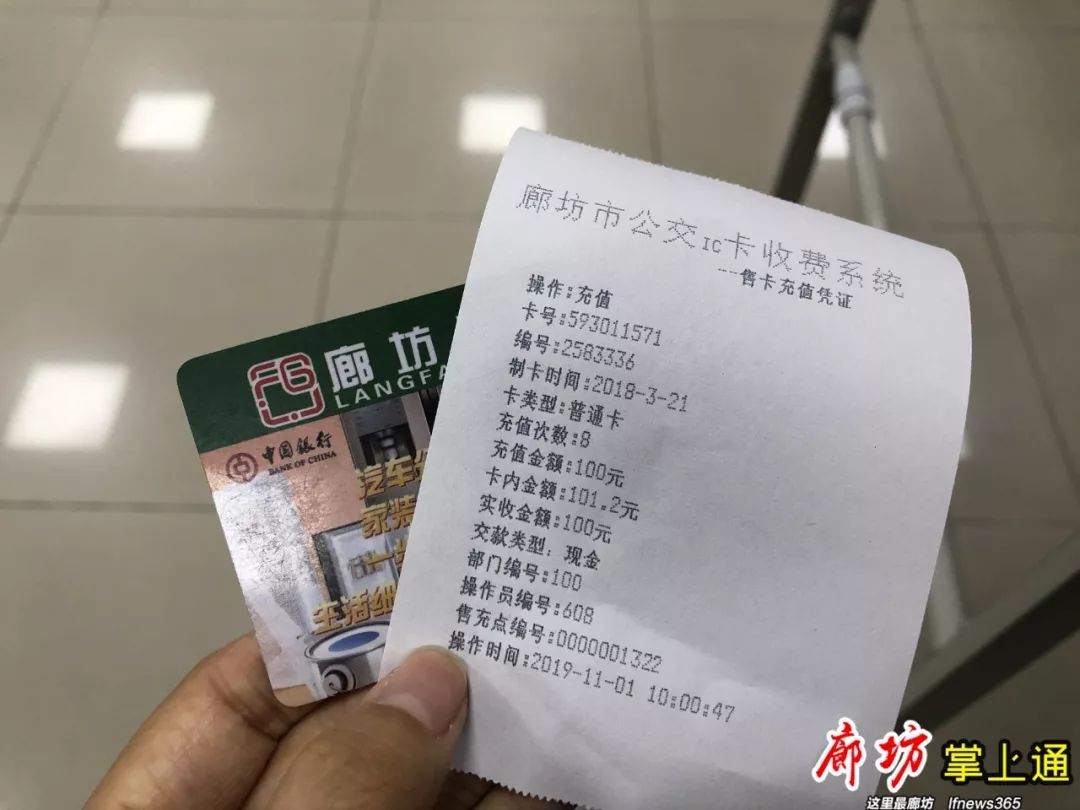 廊坊市公交IC卡收费系统
---售卡充值凭证
操作:充值
卡号:593011571
编号:2583336
制卡时间:2018-3-21
卡类型:普通卡
充值次数:8
充值金额:100元
卡内金额:101.2元
实收金额:100元
交款类型: 现金
部门编号:100
操作员编号:608
售充点编号:0000001322
操作时间:2019-11-01 10:00:47
廊坊
LANGFA
中国银行
BANK OF CHINA
汽车
家装
一
生活
廊坊 掌上通
这里最廊坊 lfnews365